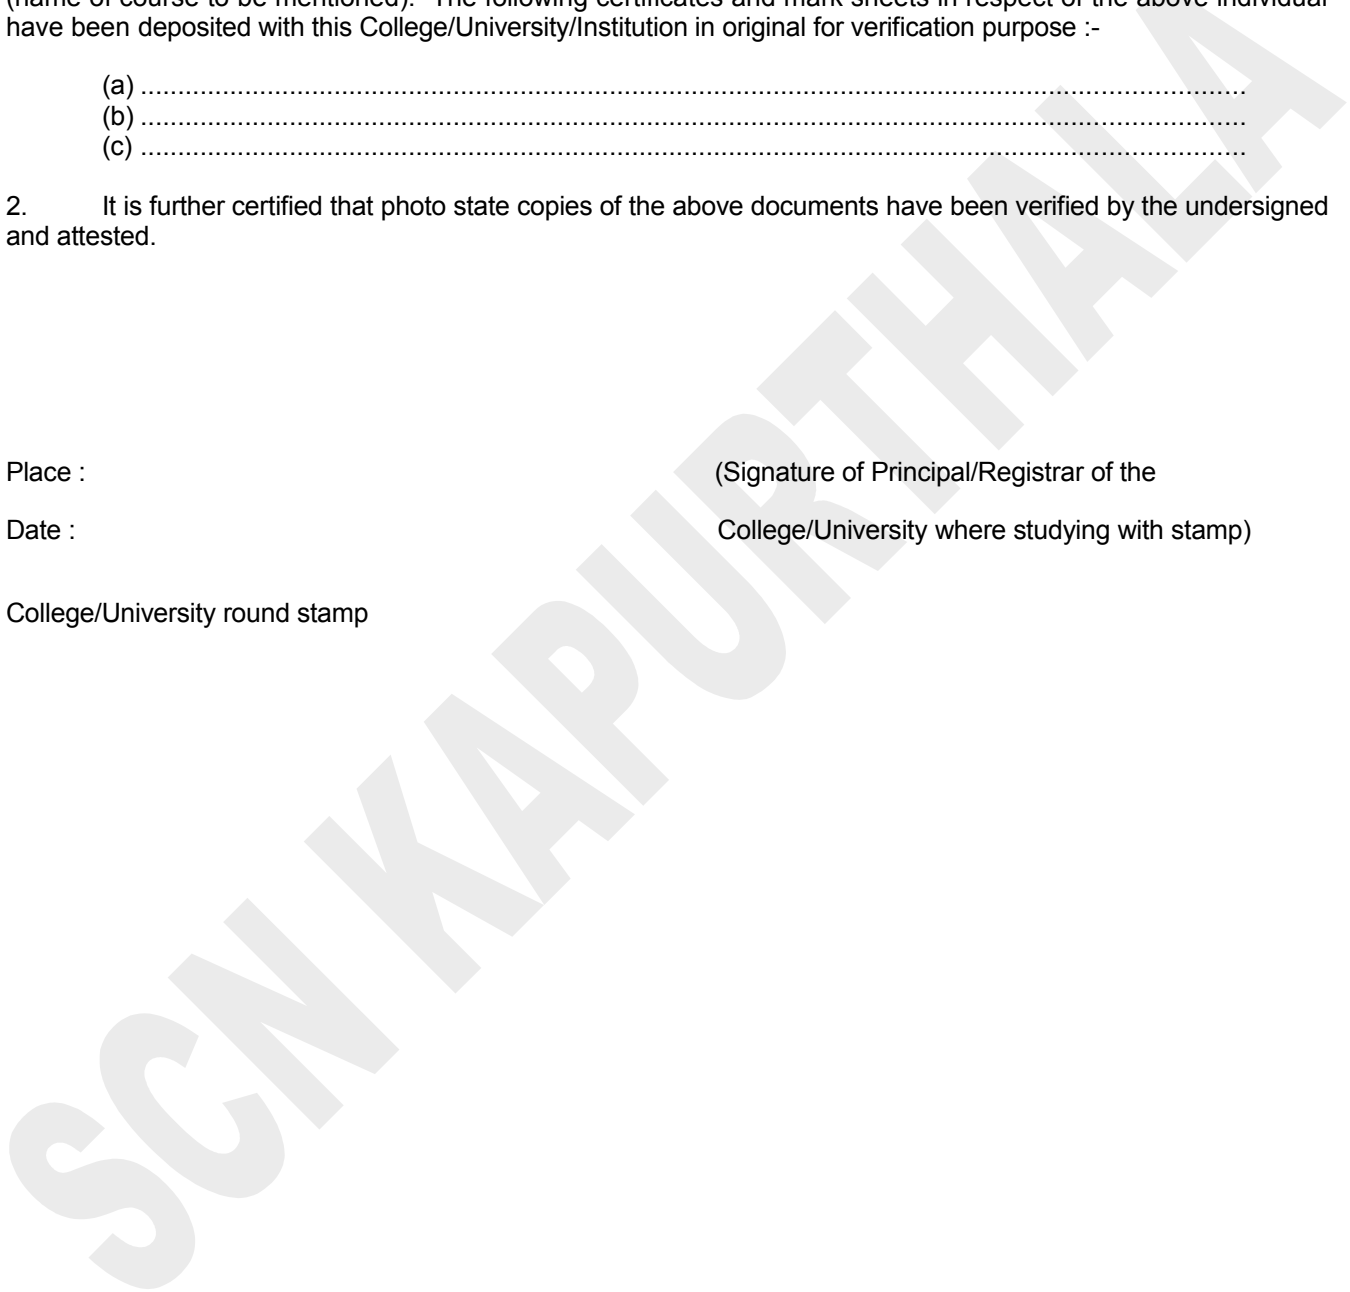 (name of course to be mentioned). The following certificates and mark sheets in respect of the above individual
have been deposited with this College/University/Institution in original for verification purpose :-
(a) ....................................................................................................................................................
(b) ....................................................................................................................................................
(c) ....................................................................................................................................................
2. It is further certified that photo state copies of the above documents have been verified by the undersigned
and attested.
Place : (Signature of Principal/Registrar of the
Date : College/University where studying with stamp)
College/University round stamp
SCN KAPURTHALA